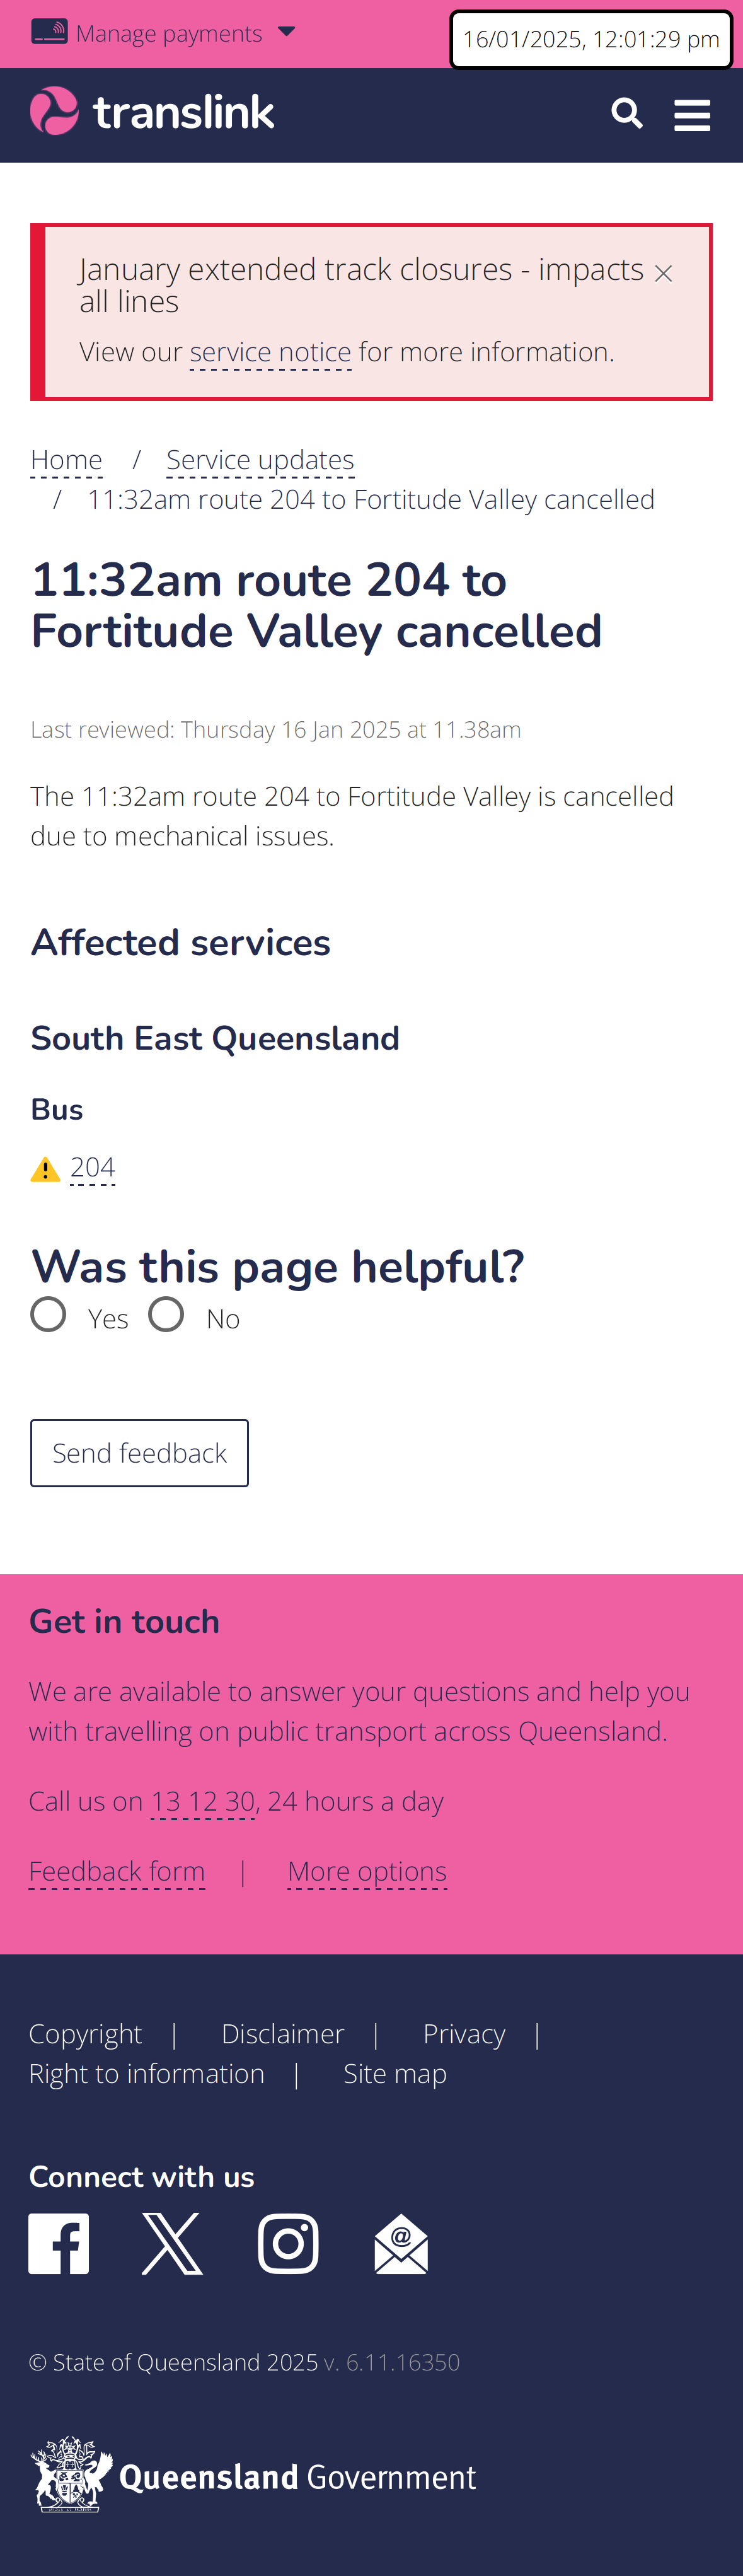 Manage payments
16/01/2025, 12:01:29 pm
translink
January extended track closures - impacts
all lines
View our service notice for more information.
Home / Service updates
/ 11:32am route 204 to Fortitude Valley cancelled
11:32am route 204 to
Fortitude Valley cancelled
Last reviewed: Thursday 16 Jan 2025 at 11.38am
The 11:32am route 204 to Fortitude Valley is cancelled
due to mechanical issues.
Affected services
South East Queensland
Bus
204
Was this page helpful?
Yes No
Send feedback
Get in touch
We are available to answer your questions and help you
with travelling on public transport across Queensland.
Call us on 13 12 30, 24 hours a day
Feedback form | More options
Copyright | Disclaimer | Privacy |
Right to information | Site map
Connect with us
© State of Queensland 2025 v. 6.11.16350
Queensland Government